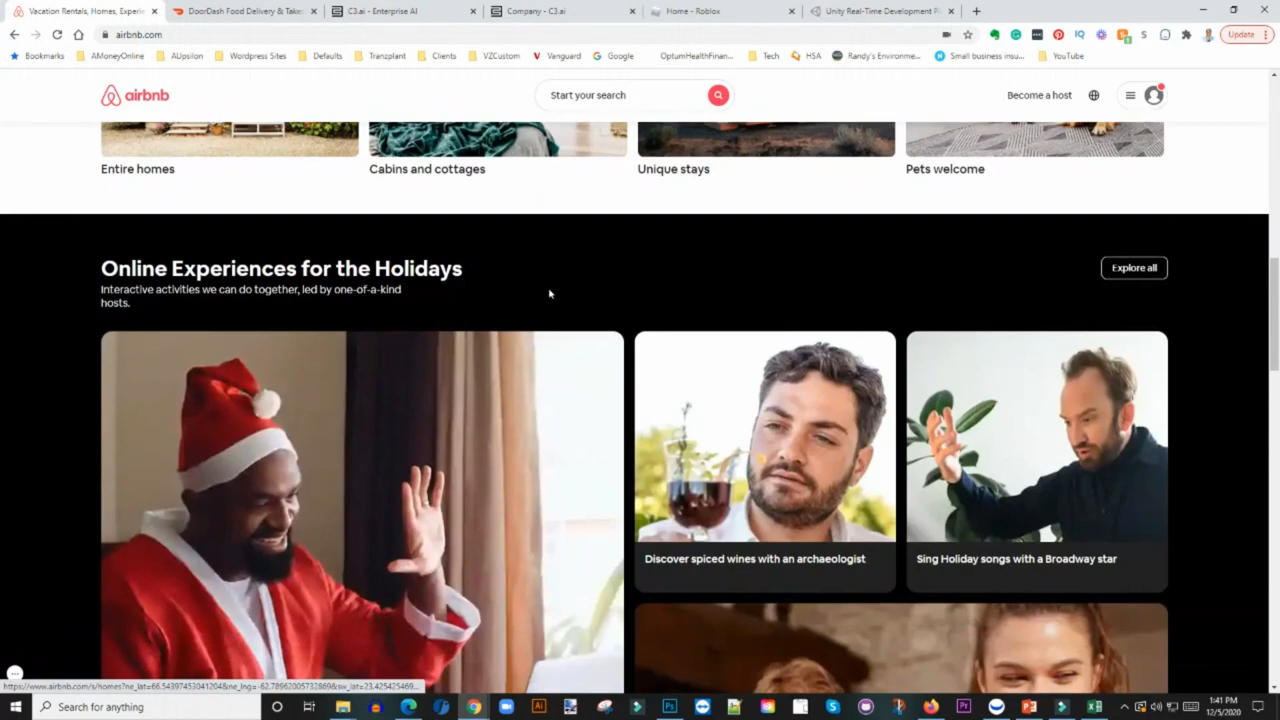 Vacation Rentals, Homes, Experie
DoorDash Food Delivery & Take
C3.ai - Enterprise AI
Company - C3.ai
Home - Roblox
Unity Real-Time Development Pl
airbnb.com
Update
Bookmarks
AMoneyOnline
AUpsilon
Wordpress Sites
Defaults
Tranzplant
Clients
VZCustom
Vanguard
Google
OptumHealthFinan...
Tech
HSA
Randy's Environme...
Small business insu...
YouTube
airbnb
Start your search
Become a host
Entire homes
Cabins and cottages
Unique stays
Pets welcome
Online Experiences for the Holidays
Explore all
Interactive activities we can do together, led by one-of-a-kind
hosts.
Discover spiced wines with an archaeologist
Sing Holiday songs with a Broadway star
Search for anything
1:41 PM
12/5/2020